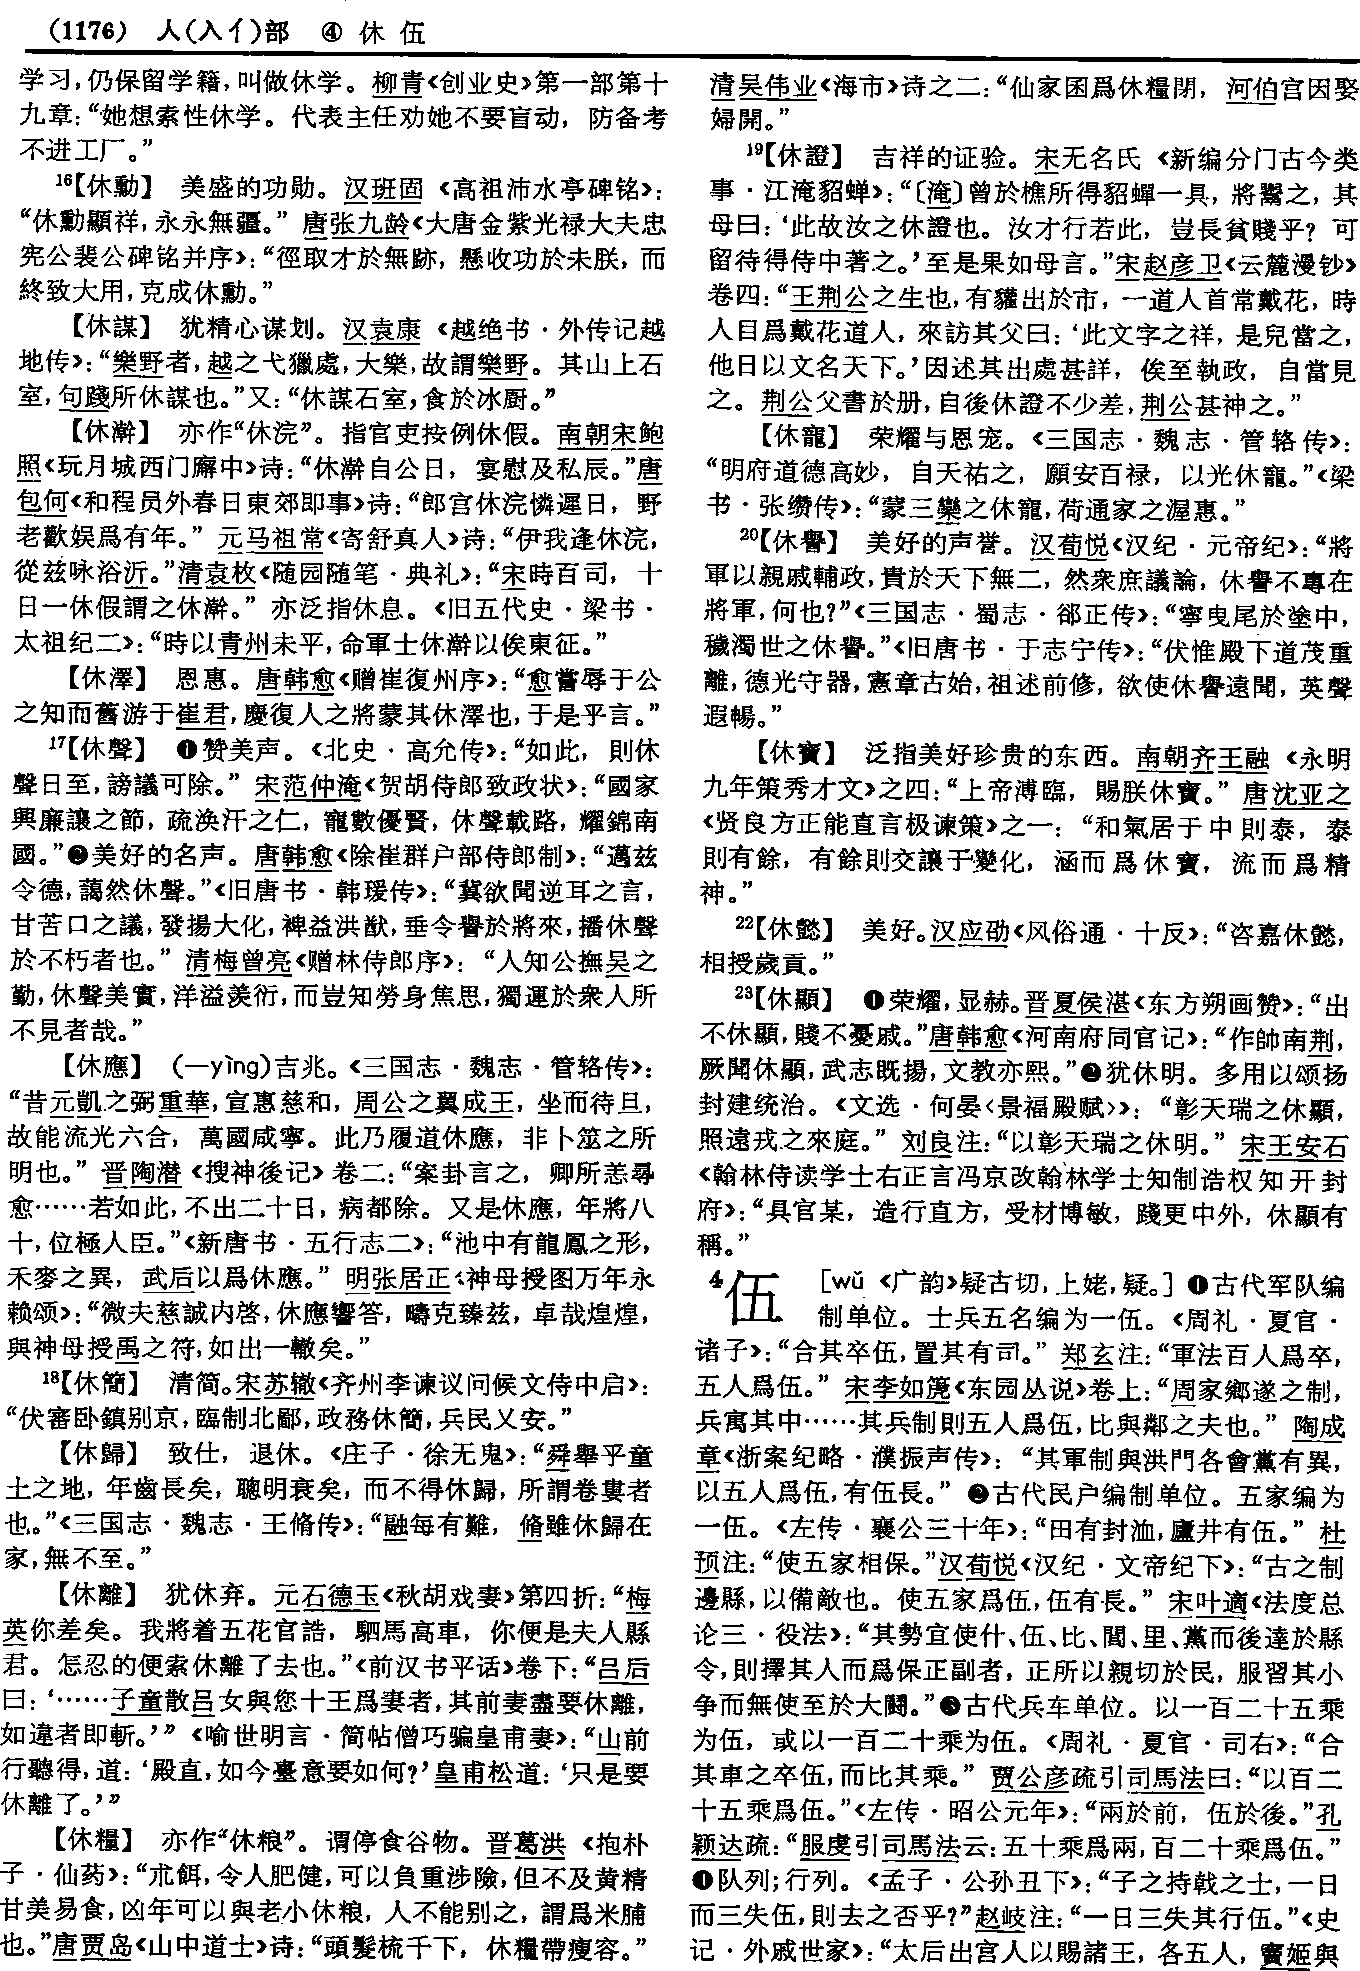 (1176) 人(入亻)部 ④ 休 伍
学习,仍保留学籍,叫做休学。柳青《创业史》第一部第十
九章:“她想索性休学。代表主任劝她不要盲动,防备考
不进工厂。”
16【休勳】 美盛的功勋。汉班固《高祖沛水亭碑铭》:
“休勳顯祥,永永無疆。”唐张九龄《大唐金紫光禄大夫忠
宪公裴公碑铭并序》:“徑取才於無跡,懸收功於未朕,而
終致大用,克成休勳。”
【休謀】 犹精心谋划。汉袁康《越绝书·外传记越
地传》:“樂野者,越之弋獵處,大樂,故謂樂野。其山上石
室,句踐所休謀也。”又:“休謀石室,食於冰厨。”
【休澣】 亦作“休浣”。指官吏按例休假。南朝宋鲍
照《玩月城西门廨中》诗:“休澣自公日,宴慰及私辰。”唐
包何《和程员外春日東郊即事》诗:“郎官休浣憐遲日,野
老歡娱爲有年。”元马祖常《寄舒真人》诗:“伊我逢休浣,
從兹咏浴沂。”清袁枚《随园随笔·典礼》:“宋時百司,十
日一休假謂之休澣。”亦泛指休息。《旧五代史·梁书·
太祖纪二》:“時以青州未平,命軍士休澣以俟東征。”
【休澤】 恩惠。唐韩愈《赠崔復州序》:“愈嘗辱于公
之知而舊游于崔君,慶復人之將蒙其休澤也,于是乎言。”
17【休聲】 ❶赞美声。《北史·高允传》:“如此,則休
聲日至,謗議可除。”宋范仲淹《贺胡侍郎致政状》:“國家
興廉讓之節,疏渙汗之仁,寵數優賢,休聲載路,耀錦南
國。”❷美好的名声。唐韩愈《除崔群户部侍郎制》:“邁兹
令德,藹然休聲。”《旧唐书·韩瑗传》:“冀欲聞逆耳之言,
甘苦口之議,發揚大化,裨益洪猷,垂令譽於將來,播休聲
於不朽者也。”清梅曾亮《赠林侍郎序》:“人知公撫吴之
勤,休聲美實,洋溢羡衍,而豈知勞身焦思,獨運於衆人所
不見者哉。”
【休應】 (—yìng)吉兆。《三国志·魏志·管辂传》:
“昔元凱之弼重華,宣惠慈和,周公之翼成王,坐而待旦,
故能流光六合,萬國咸寧。此乃履道休應,非卜筮之所
明也。”晋陶潜《搜神後记》卷二:“案卦言之,卿所恙尋
愈……若如此,不出二十日,病都除。又是休應,年將八
十,位極人臣。”《新唐书·五行志二》:“池中有龍鳳之形,
禾麥之異,武后以爲休應。”明张居正《神母授图万年永
赖颂》:“微夫慈誠内啓,休應響答,疇克臻兹,卓哉煌煌,
與神母授禹之符,如出一轍矣。”
18【休簡】 清简。宋苏辙《齐州李谏议问候文侍中启》:
“伏審卧鎮别京,臨制北鄙,政務休簡,兵民乂安。”
【休歸】 致仕,退休。《庄子·徐无鬼》:“舜舉乎童
土之地,年齒長矣,聰明衰矣,而不得休歸,所謂卷婁者
也。”《三国志·魏志·王脩传》:“融每有難,脩雖休歸在
家,無不至。”
【休離】 犹休弃。元石德玉《秋胡戏妻》第四折:“梅
英你差矣。我將着五花官誥,駟馬高車,你便是夫人縣
君。怎忍的便索休離了去也。”《前汉书平话》卷下:“吕后
曰:‘……子童散吕女與您十王爲妻者,其前妻盡要休離,
如違者即斬。’”《喻世明言·简帖僧巧骗皇甫妻》:“山前
行聽得,道:‘殿直,如今臺意要如何?’皇甫松道:‘只是要
休離了。’”
【休糧】 亦作“休粮”。谓停食谷物。晋葛洪《抱朴
子·仙药》:“朮餌,令人肥健,可以負重涉險,但不及黄精
甘美易食,凶年可以與老小休粮,人不能别之,謂爲米脯
也。”唐贾岛《山中道士》诗:“頭髮梳千下,休糧帶瘦容。”
清吴伟业《海市》诗之二:“仙家困爲休糧閉,河伯宫因娶
婦開。”
19【休證】 吉祥的证验。宋无名氏《新编分门古今类
事·江淹貂蝉》:“〔淹〕曾於樵所得貂蟬一具,將鬻之,其
母曰:‘此故汝之休證也。汝才行若此,豈長貧賤乎?可
留待得侍中著之。’至是果如母言。”宋赵彦卫《云麓漫钞》
卷四:“王荆公之生也,有貛出於市,一道人首常戴花,時
人目爲戴花道人,來訪其父曰:‘此文字之祥,是兒當之,
他日以文名天下。’因述其出處甚詳,俟至執政,自當見
之。荆公父書於册,自後休證不少差,荆公甚神之。”
【休寵】 荣耀与恩宠。《三国志·魏志·管辂传》:
“明府道德高妙,自天祐之,願安百禄,以光休寵。”《梁
书·张缵传》:“蒙三欒之休寵,荷通家之渥惠。”
20【休譽】 美好的声誉。汉荀悦《汉纪·元帝纪》:“將
軍以親戚輔政,貴於天下無二,然衆庶議論,休譽不專在
將軍,何也?”《三国志·蜀志·郤正传》:“寧曳尾於塗中,
穢濁世之休譽。”《旧唐书·于志宁传》:“伏惟殿下道茂重
離,德光守器,憲章古始,祖述前修,欲使休譽遠聞,英聲
遐暢。”
【休寶】 泛指美好珍贵的东西。南朝齐王融《永明
九年策秀才文》之四:“上帝溥臨,賜朕休寶。”唐沈亚之
《贤良方正能直言极谏策》之一:“和氣居于中則泰,泰
則有餘,有餘則交讓于變化,涵而爲休寶,流而爲精
神。”
22【休懿】 美好。汉应劭《风俗通·十反》:“咨嘉休懿,
相授歲貢。”
23【休顯】 ❶荣耀,显赫。晋夏侯湛《东方朔画赞》:“出
不休顯,賤不憂戚。”唐韩愈《河南府同官记》:“作帥南荆,
厥聞休顯,武志既揚,文教亦熙。”❷犹休明。多用以颂扬
封建统治。《文选·何晏〈景福殿赋〉》:“彰天瑞之休顯,
照遠戎之來庭。”刘良注:“以彰天瑞之休明。”宋王安石
《翰林侍读学士右正言冯京改翰林学士知制诰权知开封
府》:“具官某,造行直方,受材博敏,踐更中外,休顯有
稱。”
4伍 [wǔ《广韵》疑古切,上姥,疑。]❶古代军队编
制单位。士兵五名编为一伍。《周礼·夏官·
诸子》:“合其卒伍,置其有司。”郑玄注:“軍法百人爲卒,
五人爲伍。”宋李如篪《东园丛说》卷上:“周家鄉遂之制,
兵寓其中……其兵制則五人爲伍,比與鄰之夫也。”陶成
章《浙案纪略·濮振声传》:“其軍制與洪門各會黨有異,
以五人爲伍,有伍長。”❷古代民户编制单位。五家编为
一伍。《左传·襄公三十年》:“田有封洫,廬井有伍。”杜
预注:“使五家相保。”汉荀悦《汉纪·文帝纪下》:“古之制
邊縣,以備敵也。使五家爲伍,伍有長。”宋叶適《法度总
论三·役法》:“其勢宜使什、伍、比、閭、里、黨而後達於縣
令,則擇其人而爲保正副者,正所以親切於民,服習其小
争而無使至於大鬭。”❸古代兵车单位。以一百二十五乘
为伍,或以一百二十乘为伍。《周礼·夏官·司右》:“合
其車之卒伍,而比其乘。”贾公彦疏引司馬法曰:“以百二
十五乘爲伍。”《左传·昭公元年》:“兩於前,伍於後。”孔
颖达疏:“服虔引司馬法云:五十乘爲兩,百二十乘爲伍。”
❹队列;行列。《孟子·公孙丑下》:“子之持戟之士,一日
而三失伍,則去之否乎?”赵岐注:“一日三失其行伍。”《史
记·外戚世家》:“太后出宫人以賜諸王,各五人,竇姬與